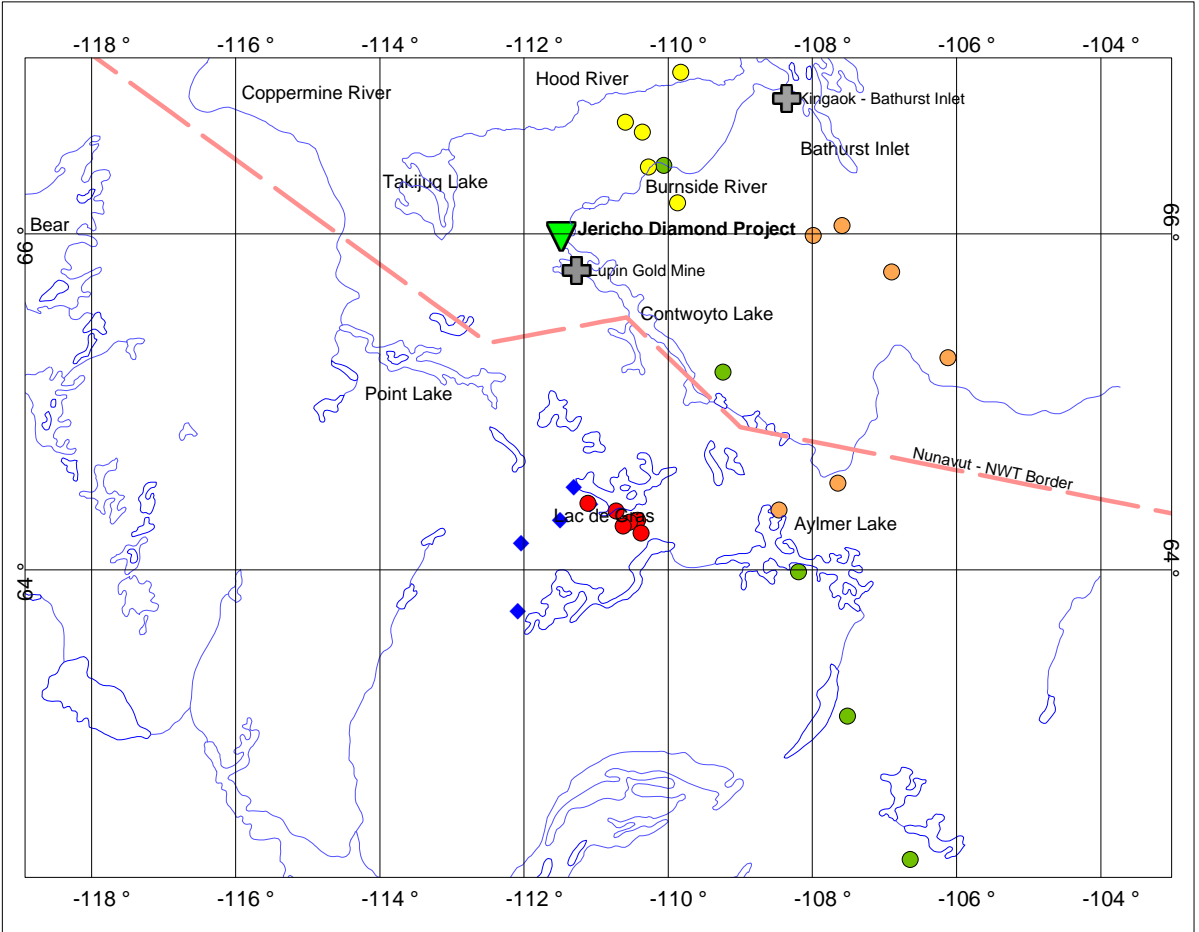 -118 ° -116 ° -114 ° -112 ° -110 ° -108 ° -106 ° -104 °
Hood River
Coppermine River
Kingaok - Bathurst Inlet
Bathurst Inlet
Takijuq Lake
Burnside River
Bear
Jericho Diamond Project
66 ° 66 °
Lupin Gold Mine
Contwoyto Lake
Point Lake
Nunavut - NWT Border
Lac de Gras
Aylmer Lake
64 ° 64 °
-118 ° -116 ° -114 ° -112 ° -110 ° -108 ° -106 ° -104 °